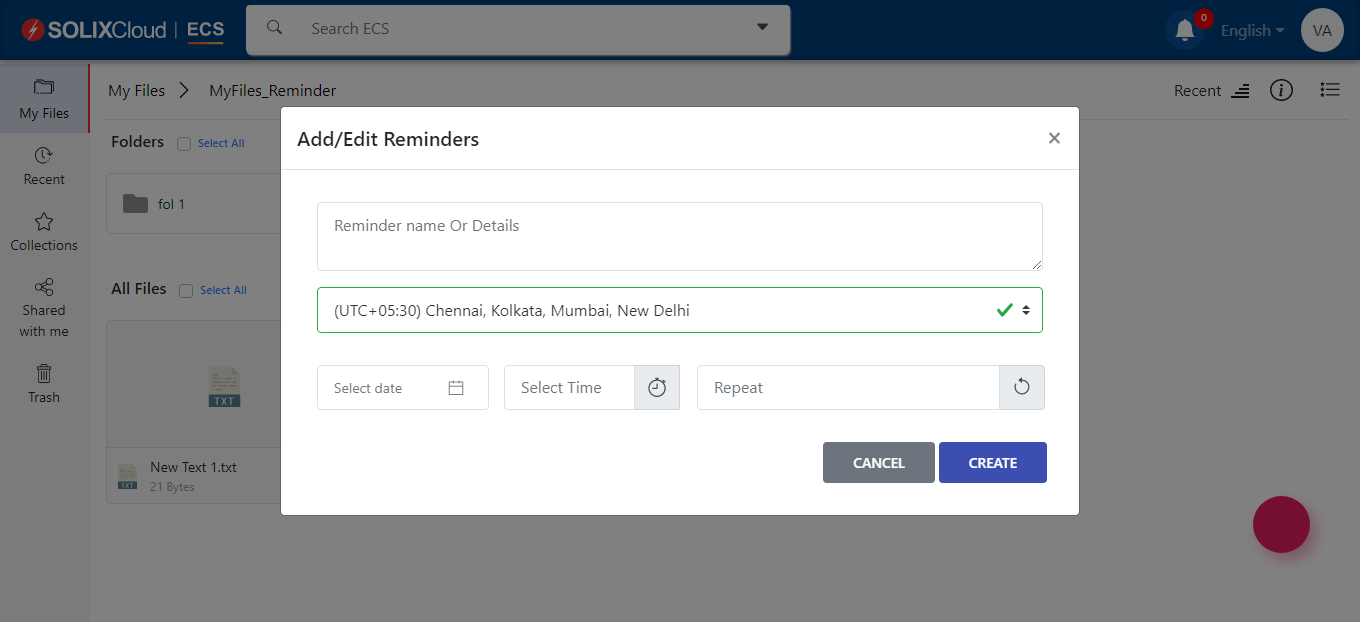 SOLIXCloud | ECS
Search ECS
0
English
VA
My Files
Recent
Collections
Shared
with me
Trash
My Files > MyFiles_Reminder
Recent
Folders
Select All
fol 1
All Files
Select All
TXT
TXT
New Text 1.txt
21 Bytes
Add/Edit Reminders
×
Reminder name Or Details
(UTC+05:30) Chennai, Kolkata, Mumbai, New Delhi
Select date
Select Time
Repeat
CANCEL
CREATE